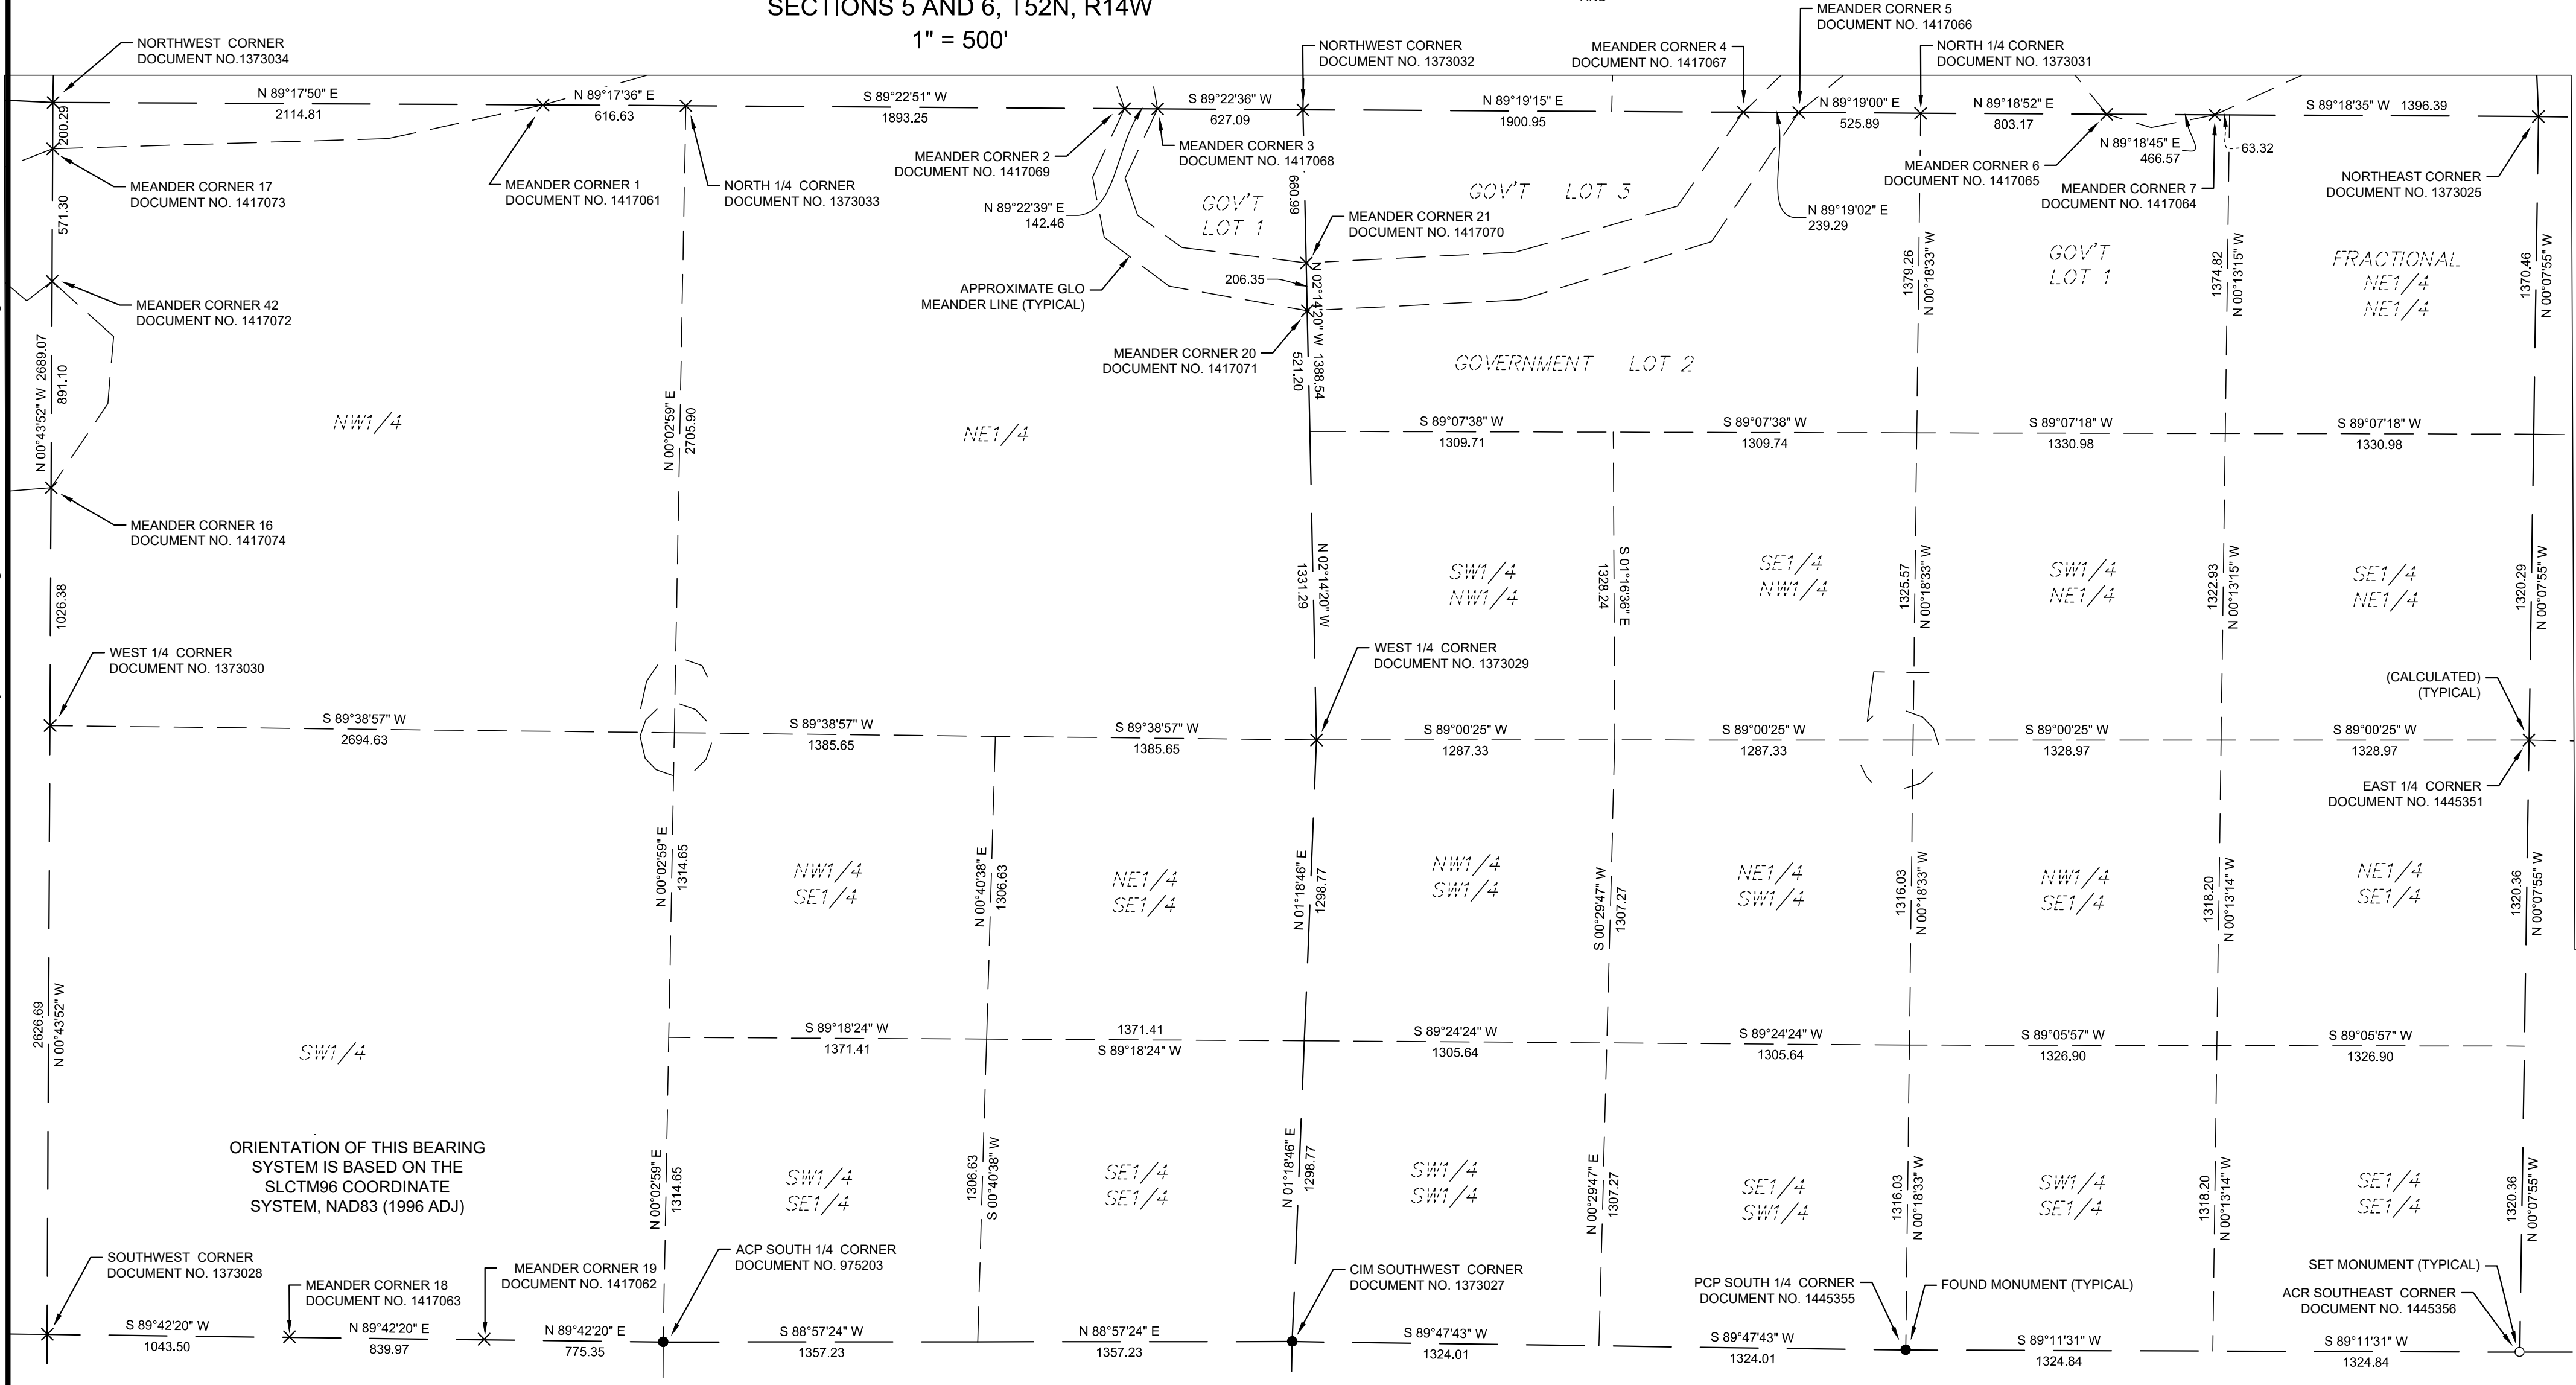 SECTIONS 5 AND 6, T52N, R14W
1" = 500'
AND
NORTHWEST CORNER
DOCUMENT NO.1373034
N 89°17'50" E
2114.81
N 89°17'36" E
616.63
S 89°22'51" W
1893.25
S 89°22'36" W
627.09
NORTHWEST CORNER
DOCUMENT NO. 1373032
N 89°19'15" E
1900.95
MEANDER CORNER 4
DOCUMENT NO. 1417067
MEANDER CORNER 5
DOCUMENT NO. 1417066
N 89°19'00" E
525.89
NORTH 1/4 CORNER
DOCUMENT NO. 1373031
N 89°18'52" E
803.17
S 89°18'35" W 1396.39
200.29
MEANDER CORNER 17
DOCUMENT NO. 1417073
MEANDER CORNER 1
DOCUMENT NO. 1417061
NORTH 1/4 CORNER
DOCUMENT NO. 1373033
MEANDER CORNER 2
DOCUMENT NO. 1417069
MEANDER CORNER 3
DOCUMENT NO. 1417068
N 89°22'39" E
142.46
GOV'T
LOT 1
660.99
GOV'T LOT 3
MEANDER CORNER 21
DOCUMENT NO. 1417070
N 89°19'02" E
239.29
MEANDER CORNER 6
DOCUMENT NO. 1417065
N 89°18'45" E
466.57
63.32
MEANDER CORNER 7
DOCUMENT NO. 1417064
NORTHEAST CORNER
DOCUMENT NO. 1373025
571.30
MEANDER CORNER 42
DOCUMENT NO. 1417072
APPROXIMATE GLO
MEANDER LINE (TYPICAL)
206.35
N 02°14'20" W 1388.54
1379.26
N 00°18'33" W
GOV'T
LOT 1
1374.82
N 00°13'15" W
FRACTIONAL
NE1/4
NE1/4
1370.46
N 00°07'55" W
MEANDER CORNER 20
DOCUMENT NO. 1417071
521.20
GOVERNMENT LOT 2
N 00°43'52" W 2689.07
891.10
NW1/4
N 00°02'59" E
2705.90
NE1/4
S 89°07'38" W
1309.71
S 89°07'38" W
1309.74
S 89°07'18" W
1330.98
S 89°07'18" W
1330.98
MEANDER CORNER 16
DOCUMENT NO. 1417074
1026.38
1331.29
N 02°14'20" W
SW1/4
NW1/4
1328.24
S 01°16'36" E
SE1/4
NW1/4
1325.57
N 00°18'33" W
SW1/4
NE1/4
1322.93
N 00°13'15" W
SE1/4
NE1/4
1320.29
N 00°07'55" W
WEST 1/4 CORNER
DOCUMENT NO. 1373030
WEST 1/4 CORNER
DOCUMENT NO. 1373029
(CALCULATED)
(TYPICAL)
S 89°38'57" W
2694.63
6
S 89°38'57" W
1385.65
S 89°38'57" W
1385.65
S 89°00'25" W
1287.33
S 89°00'25" W
1287.33
5
S 89°00'25" W
1328.97
S 89°00'25" W
1328.97
EAST 1/4 CORNER
DOCUMENT NO. 1445351
N 00°02'59" E
1314.65
NW1/4
SE1/4
N 00°40'38" E
1306.63
NE1/4
SE1/4
N 01°18'46" E
1298.77
NW1/4
SW1/4
S 00°29'47" W
1307.27
NE1/4
SW1/4
1316.03
N 00°18'33" W
NW1/4
SE1/4
1318.20
N 00°13'14" W
NE1/4
SE1/4
1320.36
N 00°07'55" W
2626.69
N 00°43'52" W
SW1/4
S 89°18'24" W
1371.41
1371.41
S 89°18'24" W
S 89°24'24" W
1305.64
S 89°24'24" W
1305.64
S 89°05'57" W
1326.90
S 89°05'57" W
1326.90
ORIENTATION OF THIS BEARING
SYSTEM IS BASED ON THE
SLCTM96 COORDINATE
SYSTEM, NAD83 (1996 ADJ)
N 00°02'59" E
1314.65
SW1/4
SE1/4
1306.63
S 00°40'38" W
SE1/4
SE1/4
N 01°18'46" E
1298.77
SW1/4
SW1/4
N 00°29'47" E
1307.27
SE1/4
SW1/4
1316.03
N 00°18'33" W
SW1/4
SE1/4
1318.20
N 00°13'14" W
SE1/4
SE1/4
1320.36
N 00°07'55" W
SOUTHWEST CORNER
DOCUMENT NO. 1373028
MEANDER CORNER 18
DOCUMENT NO. 1417063
MEANDER CORNER 19
DOCUMENT NO. 1417062
ACP SOUTH 1/4 CORNER
DOCUMENT NO. 975203
CIM SOUTHWEST CORNER
DOCUMENT NO. 1373027
PCP SOUTH 1/4 CORNER
DOCUMENT NO. 1445355
FOUND MONUMENT (TYPICAL)
SET MONUMENT (TYPICAL)
ACR SOUTHEAST CORNER
DOCUMENT NO. 1445356
S 89°42'20" W
1043.50
N 89°42'20" E
839.97
N 89°42'20" E
775.35
S 88°57'24" W
1357.23
N 88°57'24" E
1357.23
S 89°47'43" W
1324.01
S 89°47'43" W
1324.01
S 89°11'31" W
1324.84
S 89°11'31" W
1324.84